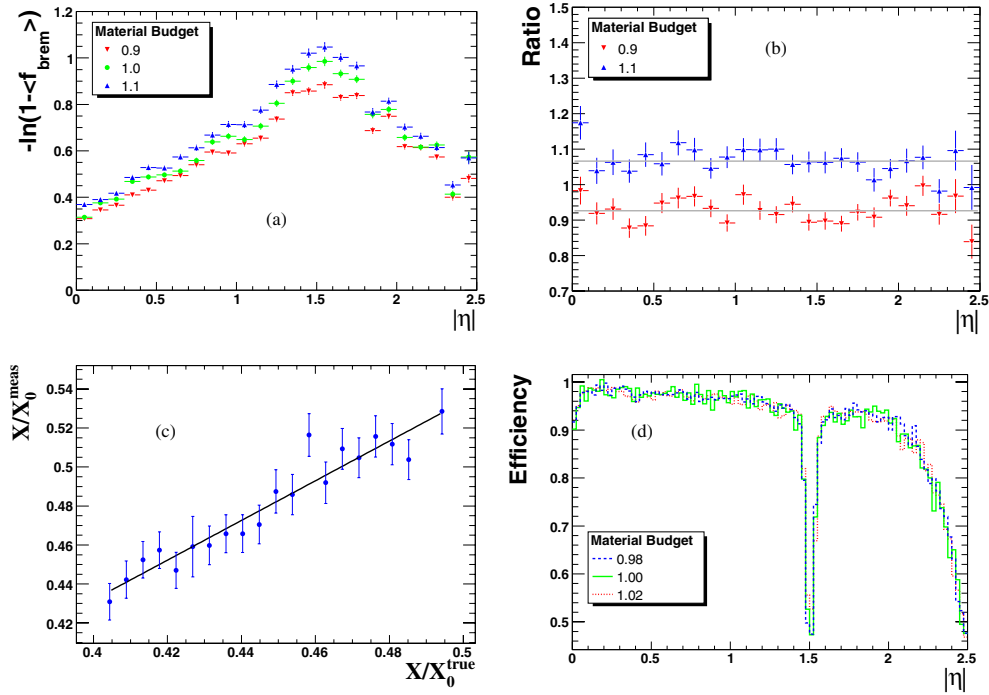 -ln(1-<f_brem>)
1.4
1.2
1
0.8
0.6
0.4
0.2
0
Material Budget
0.9
1.0
1.1
(a)
0 0.5 1 1.5 2 2.5
|η|
Ratio
1.5
1.4
1.3
1.2
1.1
1
0.9
0.8
0.7
Material Budget
0.9
1.1
(b)
0 0.5 1 1.5 2 2.5
|η|
X/X_0^meas
0.54
0.52
0.5
0.48
0.46
0.44
0.42
(c)
0.4 0.42 0.44 0.46 0.48 0.5
X/X_0^true
Efficiency
1
0.9
0.8
0.7
0.6
0.5
(d)
Material Budget
0.98
1.00
1.02
0 0.5 1 1.5 2 2.5
|η|